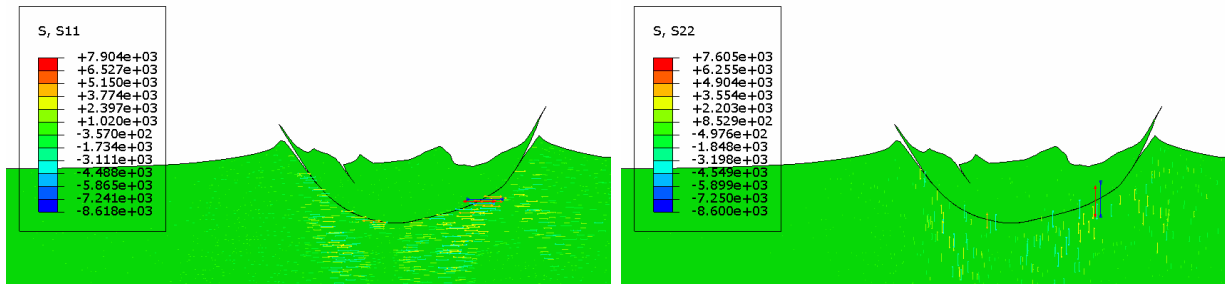 S, S11
+7.904e+03
+6.527e+03
+5.150e+03
+3.774e+03
+2.397e+03
+1.020e+03
-3.570e+02
-1.734e+03
-3.111e+03
-4.488e+03
-5.865e+03
-7.241e+03
-8.618e+03
S, S22
+7.605e+03
+6.255e+03
+4.904e+03
+3.554e+03
+2.203e+03
+8.529e+02
-4.976e+02
-1.848e+03
-3.198e+03
-4.549e+03
-5.899e+03
-7.250e+03
-8.600e+03